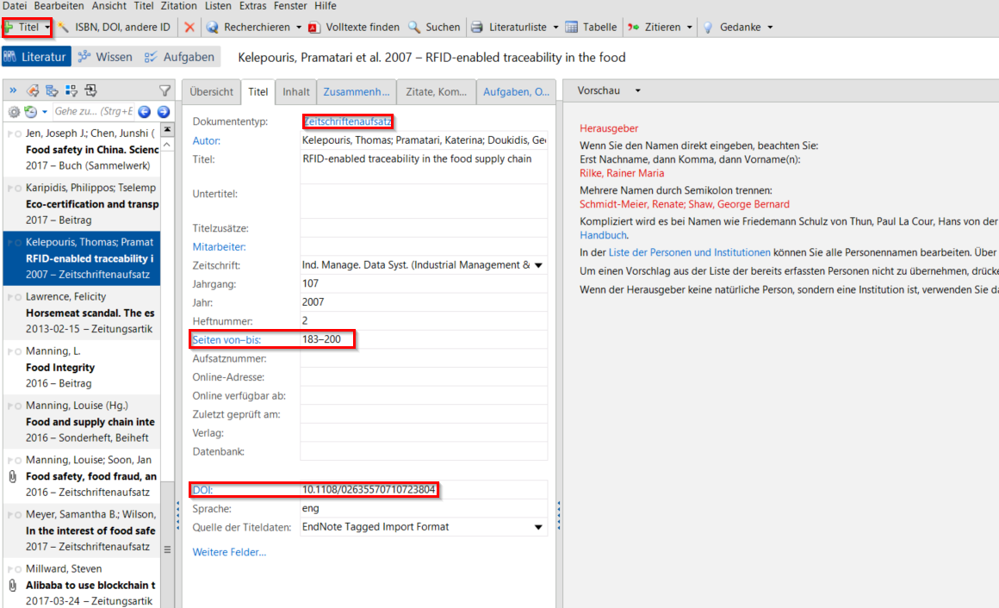 Datei Bearbeiten Ansicht Titel Zitation Listen Extras Fenster Hilfe
Titel ISBN, DOI, andere ID Recherchieren Volltexte finden Suchen Literaturliste Tabelle Zitieren Gedanke
Literatur Wissen Aufgaben Kelepouris, Pramatari et al. 2007 – RFID-enabled traceability in the food
Gehe zu... (Strg+E
Jen, Joseph J.; Chen, Junshi (
Food safety in China. Scienc
2017 – Buch (Sammelwerk)
Karipidis, Philippos; Tselemp
Eco-certification and transp
2017 – Beitrag
Kelepouris, Thomas; Pramat
RFID-enabled traceability i
2007 – Zeitschriftenaufsatz
Lawrence, Felicity
Horsemeat scandal. The es
2013-02-15 – Zeitungsartik
Manning, L.
Food Integrity
2016 – Beitrag
Manning, Louise (Hg.)
Food and supply chain inte
2016 – Sonderheft, Beiheft
Manning, Louise; Soon, Jan
Food safety, food fraud, an
2016 – Zeitschriftenaufsatz
Meyer, Samantha B.; Wilson,
In the interest of food safe
2017 – Zeitschriftenaufsatz
Millward, Steven
Alibaba to use blockchain t
2017-03-24 – Zeitungsartik
Übersicht Titel Inhalt Zusammenh... Zitate, Kom... Aufgaben, O...
Dokumententyp: Zeitschriftenaufsatz
Autor: Kelepouris, Thomas; Pramatari, Katerina; Doukidis, Ge
Titel: RFID-enabled traceability in the food supply chain
Untertitel:
Titelzusätze:
Mitarbeiter:
Zeitschrift: Ind. Manage. Data Syst. (Industrial Management &
Jahrgang: 107
Jahr: 2007
Heftnummer: 2
Seiten von–bis: 183–200
Aufsatznummer:
Online-Adresse:
Online verfügbar ab:
Zuletzt geprüft am:
Verlag:
Datenbank:
DOI: 10.1108/02635570710723804
Sprache: eng
Quelle der Titeldaten: EndNote Tagged Import Format
Weitere Felder...
Vorschau
Herausgeber
Wenn Sie den Namen direkt eingeben, beachten Sie:
Erst Nachname, dann Komma, dann Vorname(n):
Rilke, Rainer Maria
Mehrere Namen durch Semikolon trennen:
Schmidt-Meier, Renate; Shaw, George Bernard
Kompliziert wird es bei Namen wie Friedemann Schulz von Thun, Paul La Cour, Hans von der
Handbuch.
In der Liste der Personen und Institutionen können Sie alle Personennamen bearbeiten. Über
Um einen Vorschlag aus der Liste der bereits erfassten Personen nicht zu übernehmen, drücke
Wenn der Herausgeber keine natürliche Person, sondern eine Institution ist, verwenden Sie da